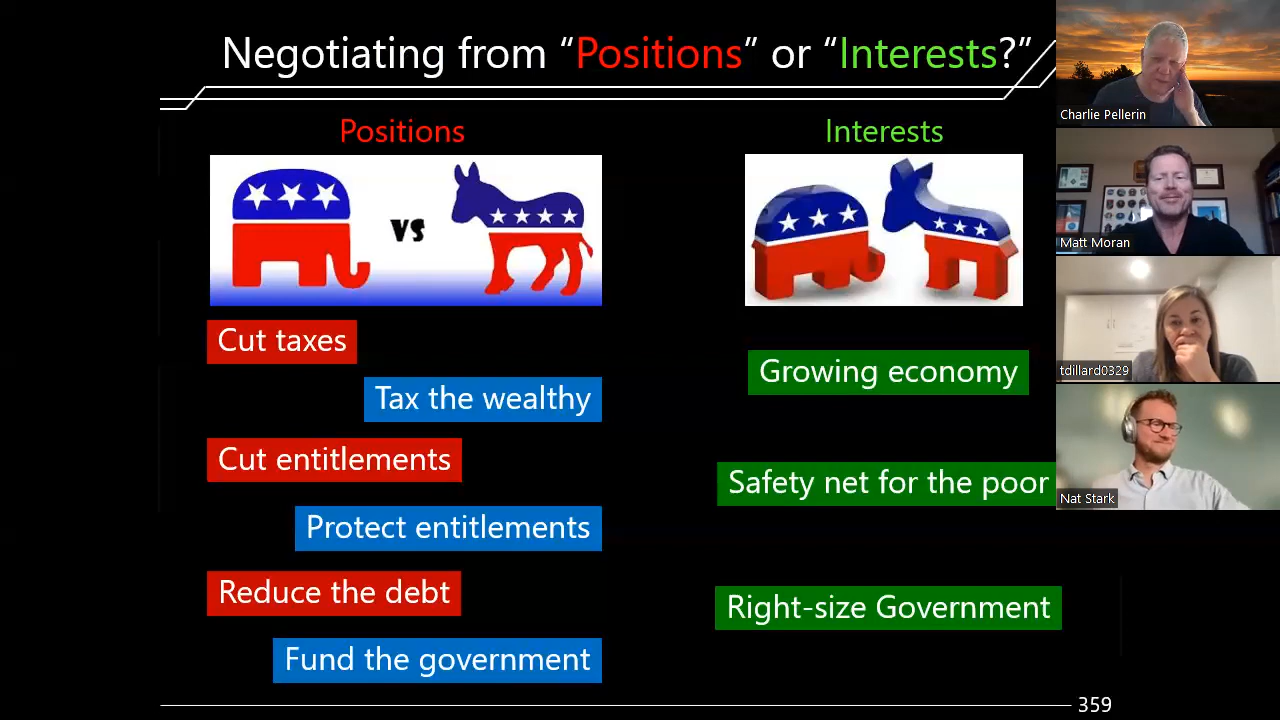 Negotiating from “Positions” or “Interests?”
Positions
Interests
vs
Cut taxes
Tax the wealthy
Cut entitlements
Protect entitlements
Reduce the debt
Fund the government
Growing economy
Safety net for the poor
Right-size Government
359
Charlie Pellerin
Matt Moran
tdillard0329
Nat Stark